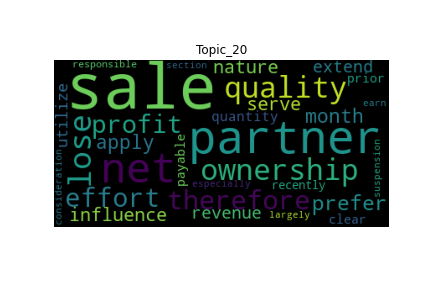 Topic_20
responsible
section
nature
extend
sale
quality
prior
utilize
lose
profit
serve
month
quantity
partner
apply
payable
net
ownership
suspension
earn
consideration
especially
recently
effort
therefore
prefer
influence
revenue
largely
clear